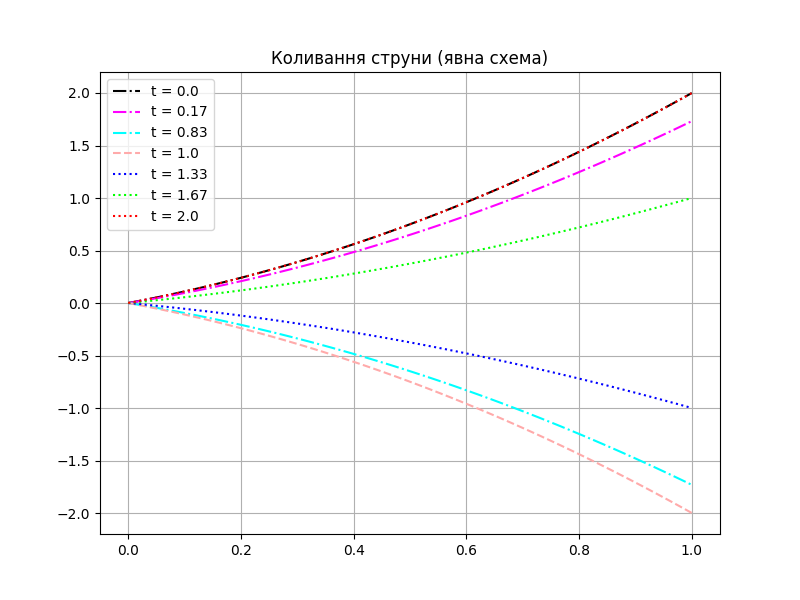 Коливання струни (явна схема)
t = 0.0
t = 0.17
t = 0.83
t = 1.0
t = 1.33
t = 1.67
t = 2.0
2.0
1.5
1.0
0.5
0.0
−0.5
−1.0
−1.5
−2.0
0.0 0.2 0.4 0.6 0.8 1.0